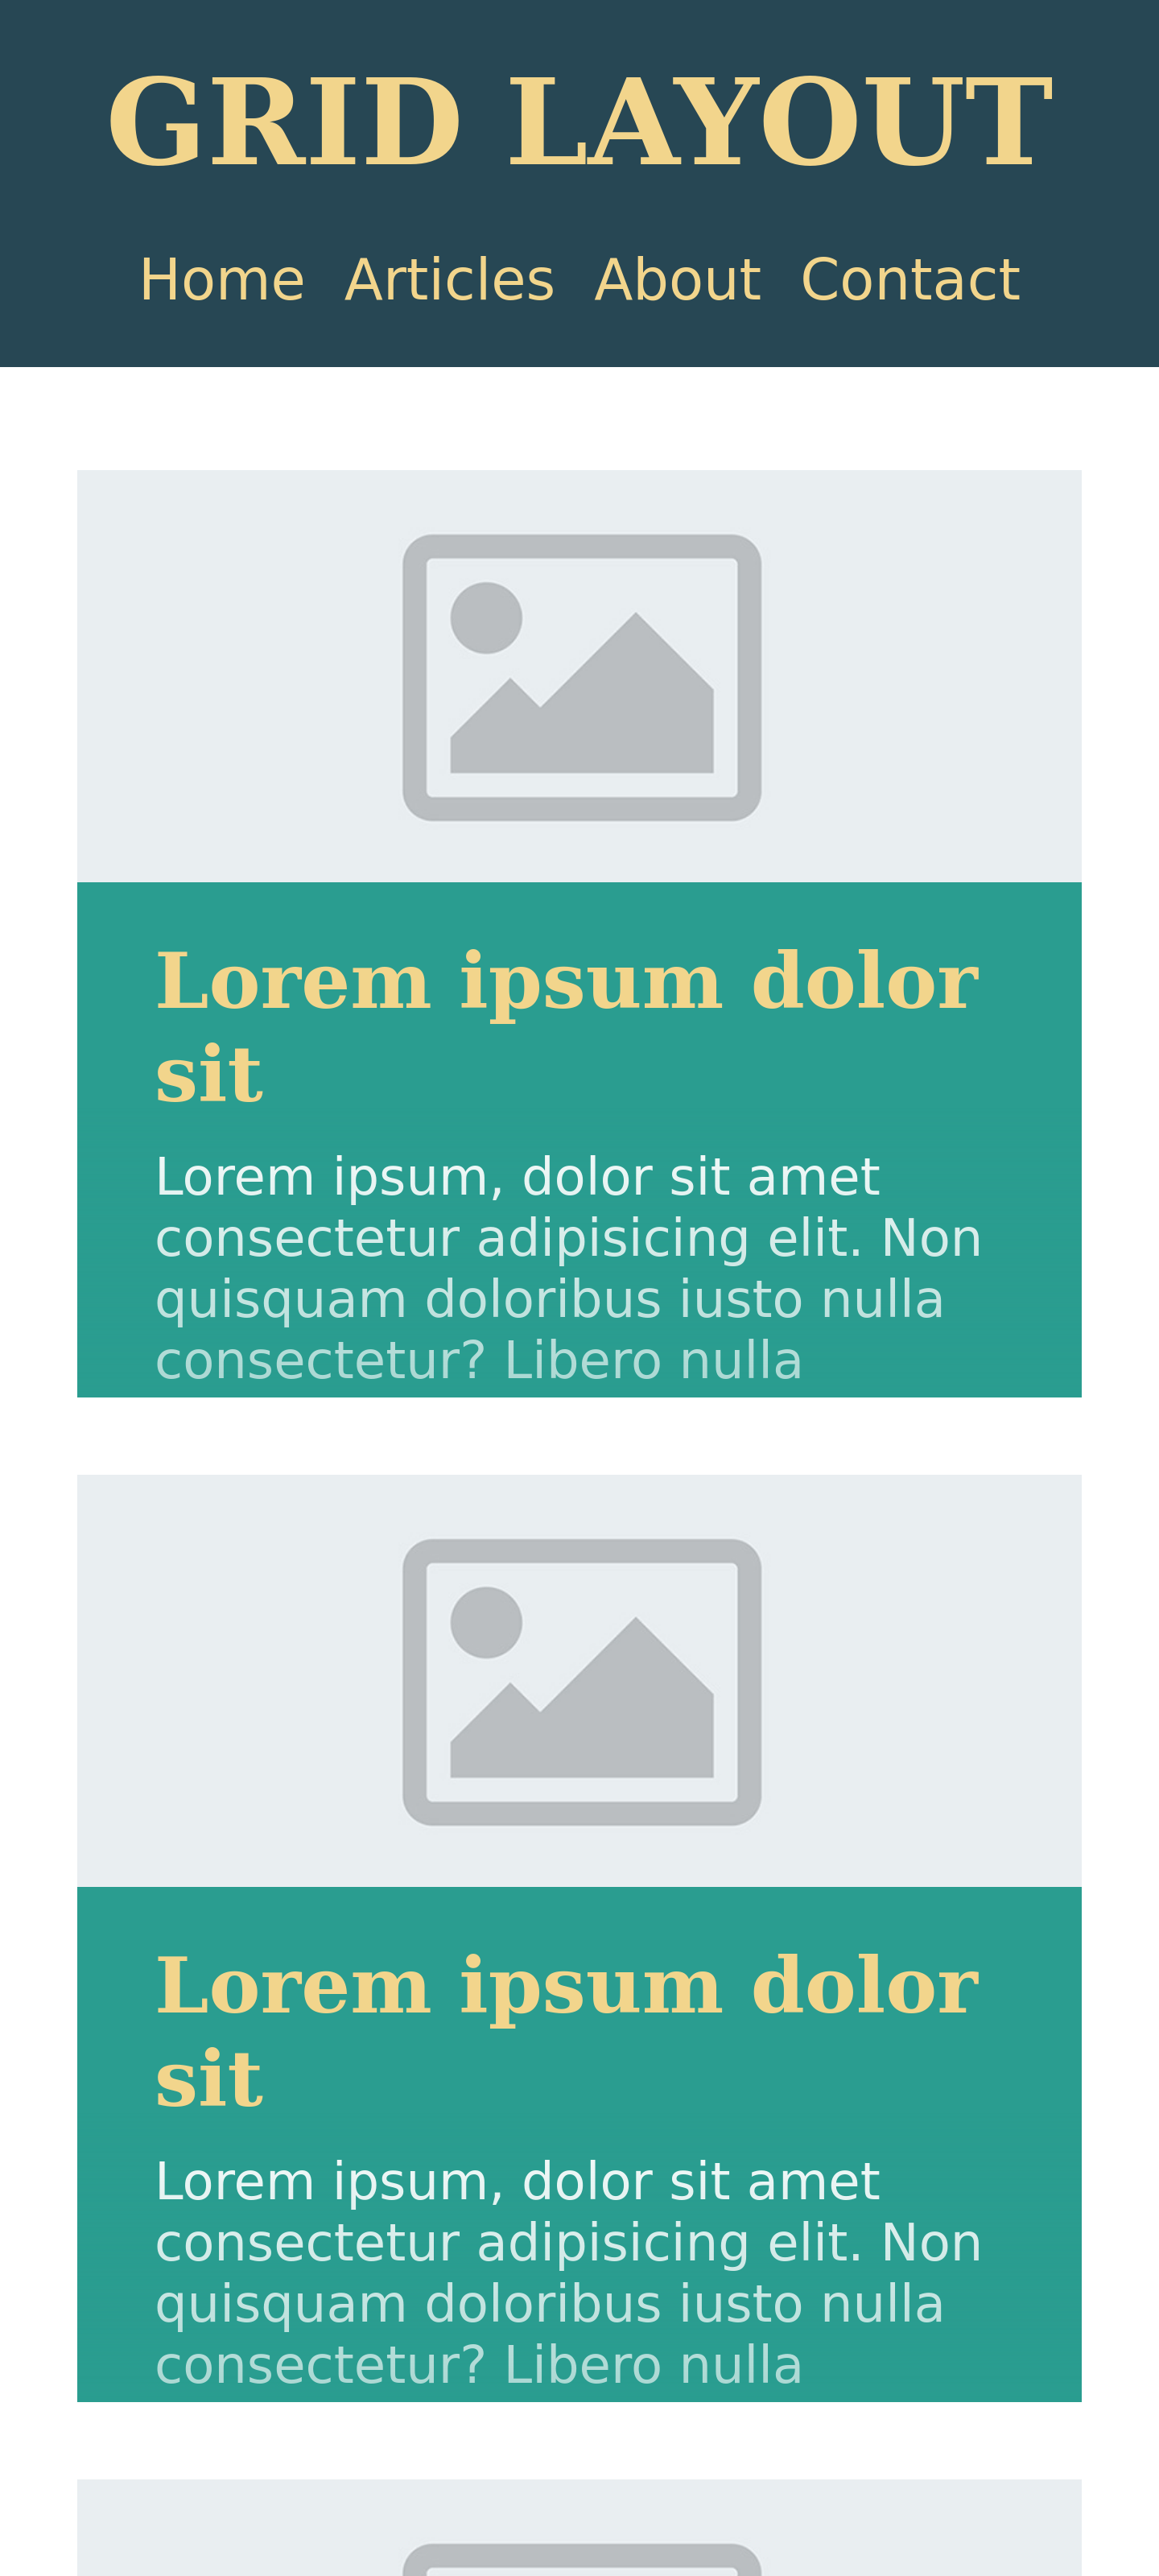 GRID LAYOUT
Home Articles About Contact
Lorem ipsum dolor
sit
Lorem ipsum, dolor sit amet
consectetur adipisicing elit. Non
quisquam doloribus iusto nulla
consectetur? Libero nulla
Lorem ipsum dolor
sit
Lorem ipsum, dolor sit amet
consectetur adipisicing elit. Non
quisquam doloribus iusto nulla
consectetur? Libero nulla